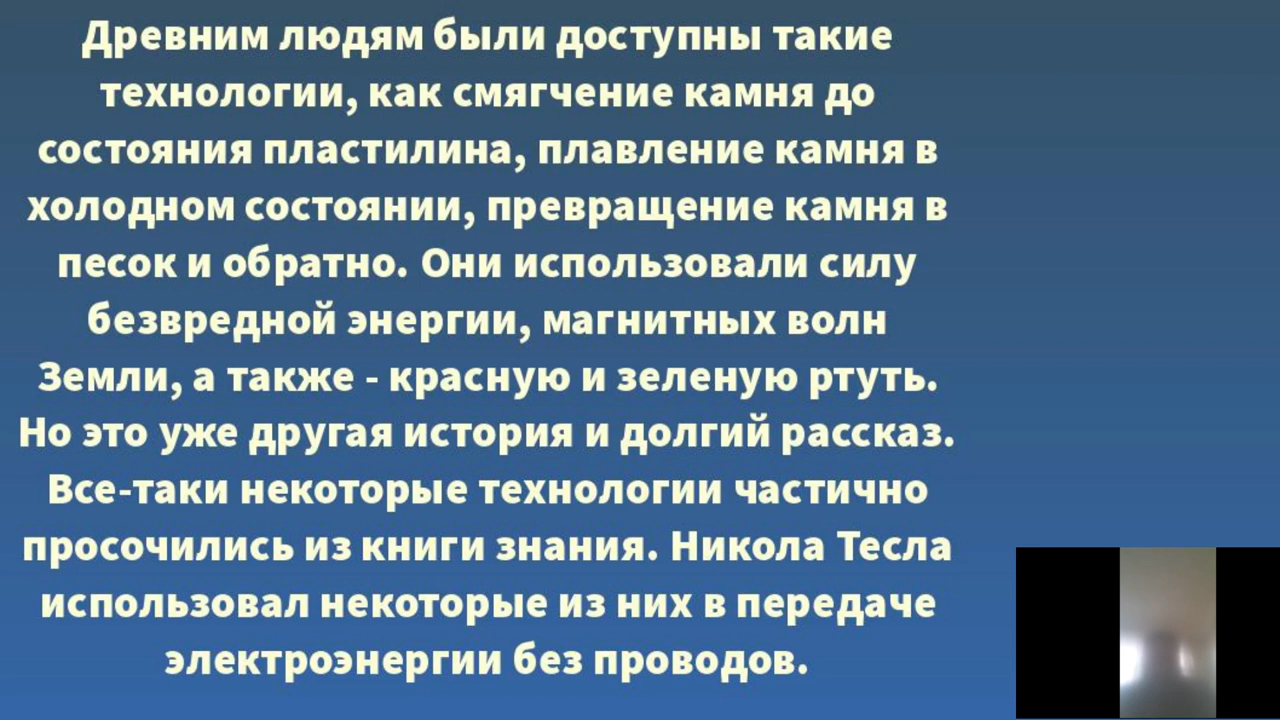 Древним людям были доступны такие
технологии, как смягчение камня до
состояния пластилина, плавление камня в
холодном состоянии, превращение камня в
песок и обратно. Они использовали силу
безвредной энергии, магнитных волн
Земли, а также - красную и зеленую ртуть.
Но это уже другая история и долгий рассказ.
Все-таки некоторые технологии частично
просочились из книги знания. Никола Тесла
использовал некоторые из них в передаче
электроэнергии без проводов.